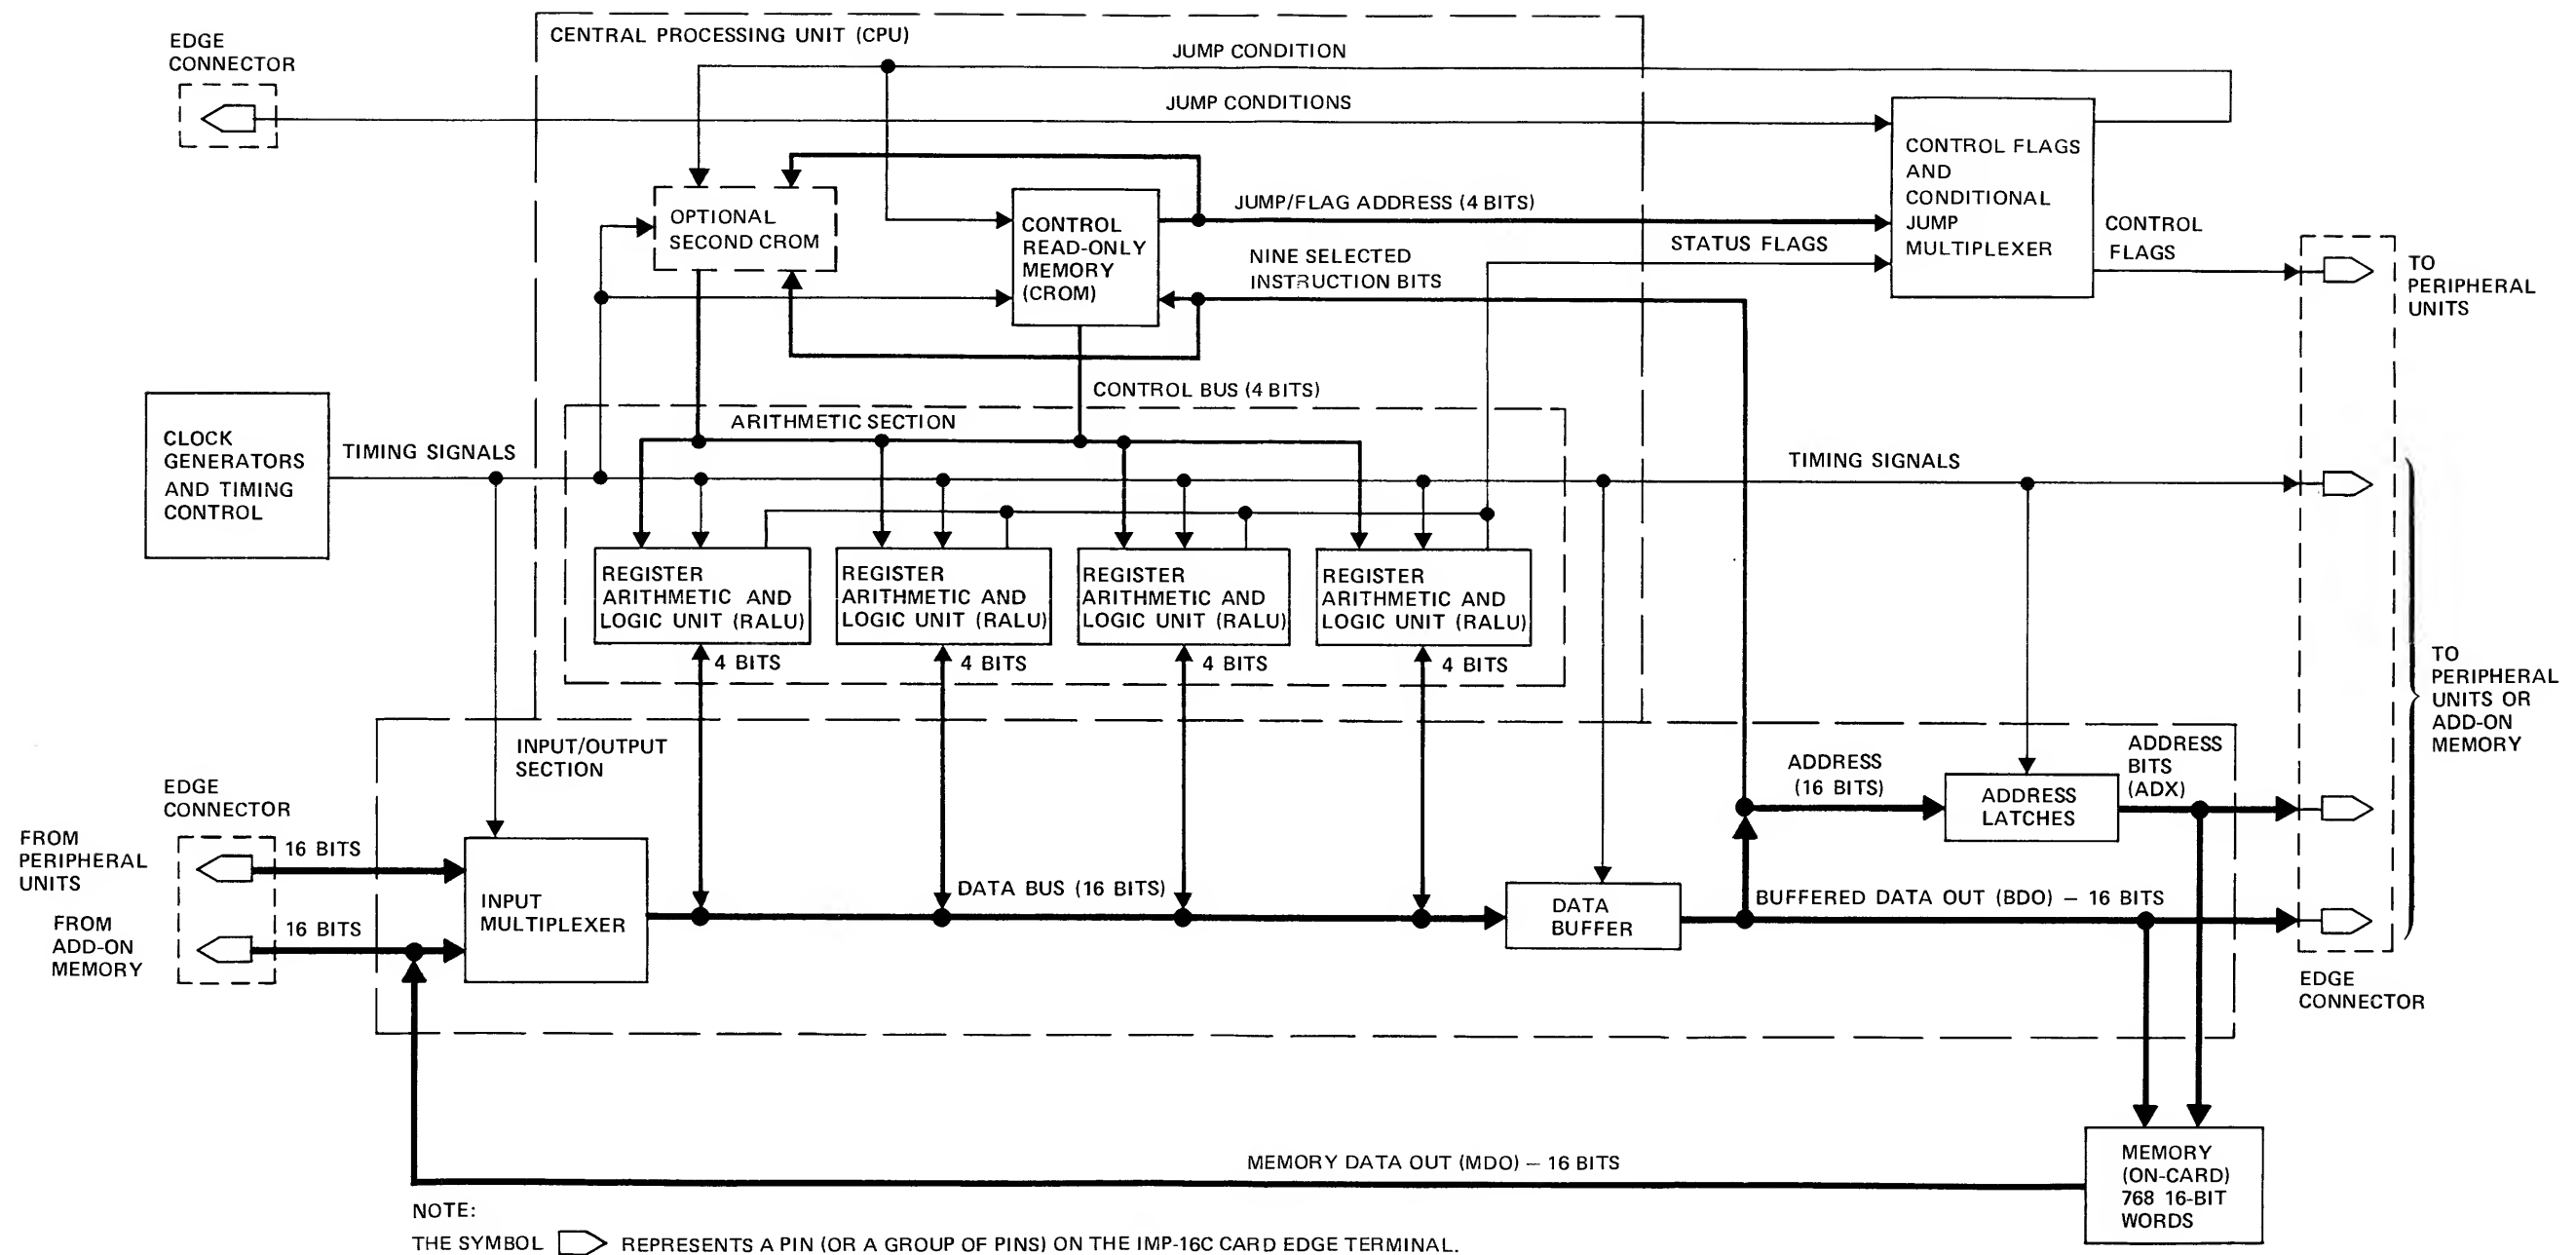 CENTRAL PROCESSING UNIT (CPU)
EDGE
CONNECTOR
JUMP CONDITION
JUMP CONDITIONS
CONTROL FLAGS
AND
CONDITIONAL
JUMP
MULTIPLEXER
OPTIONAL
SECOND CROM
CONTROL
READ-ONLY
MEMORY
(CROM)
JUMP/FLAG ADDRESS (4 BITS)
STATUS FLAGS
NINE SELECTED
INSTRUCTION BITS
CONTROL
FLAGS
TO
PERIPHERAL
UNITS
CONTROL BUS (4 BITS)
ARITHMETIC SECTION
CLOCK
GENERATORS
AND TIMING
CONTROL
TIMING SIGNALS
TIMING SIGNALS
REGISTER
ARITHMETIC AND
LOGIC UNIT (RALU)
REGISTER
ARITHMETIC AND
LOGIC UNIT (RALU)
REGISTER
ARITHMETIC AND
LOGIC UNIT (RALU)
REGISTER
ARITHMETIC AND
LOGIC UNIT (RALU)
4 BITS
4 BITS
4 BITS
4 BITS
TO
PERIPHERAL
UNITS OR
ADD-ON
MEMORY
INPUT/OUTPUT
SECTION
EDGE
CONNECTOR
FROM
PERIPHERAL
UNITS
16 BITS
FROM
ADD-ON
MEMORY
16 BITS
INPUT
MULTIPLEXER
DATA BUS (16 BITS)
DATA
BUFFER
ADDRESS
(16 BITS)
ADDRESS
LATCHES
ADDRESS
BITS
(ADX)
BUFFERED DATA OUT (BDO) — 16 BITS
EDGE
CONNECTOR
MEMORY DATA OUT (MDO) — 16 BITS
MEMORY
(ON-CARD)
768 16-BIT
WORDS
NOTE:
THE SYMBOL REPRESENTS A PIN (OR A GROUP OF PINS) ON THE IMP-16C CARD EDGE TERMINAL.